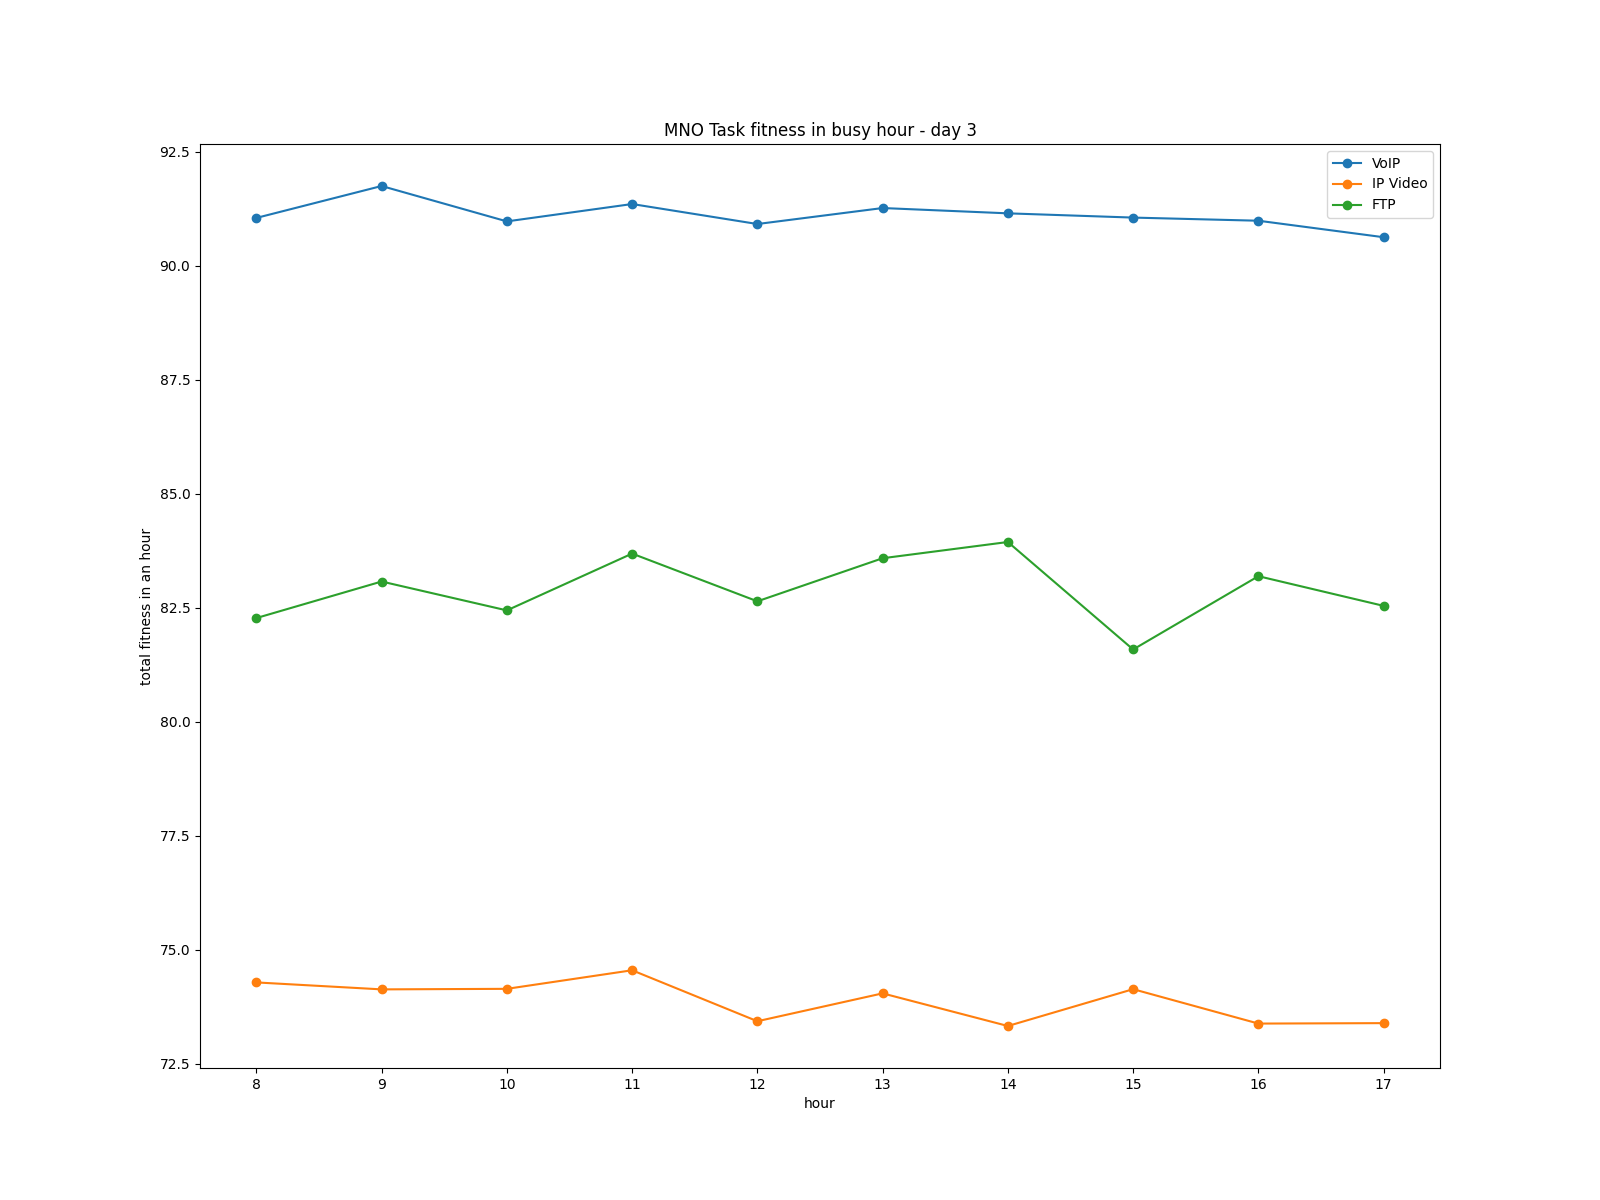 MNO Task fitness in busy hour - day 3
VoIP
IP Video
FTP
total fitness in an hour
92.5
90.0
87.5
85.0
82.5
80.0
77.5
75.0
72.5
8 9 10 11 12 13 14 15 16 17
hour